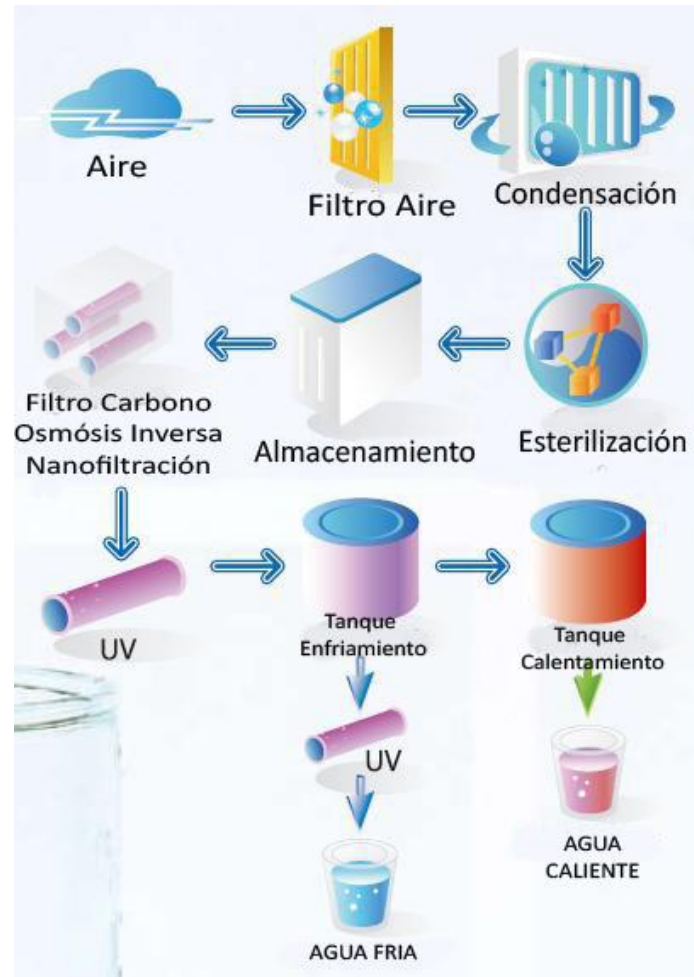 Aire
Filtro Aire
Condensación
Filtro Carbono
Osmósis Inversa
Nanofiltración
Almacenamiento
Esterilización
UV
Tanque
Enfriamiento
Tanque
Calentamiento
UV
AGUA
CALIENTE
AGUA FRIA